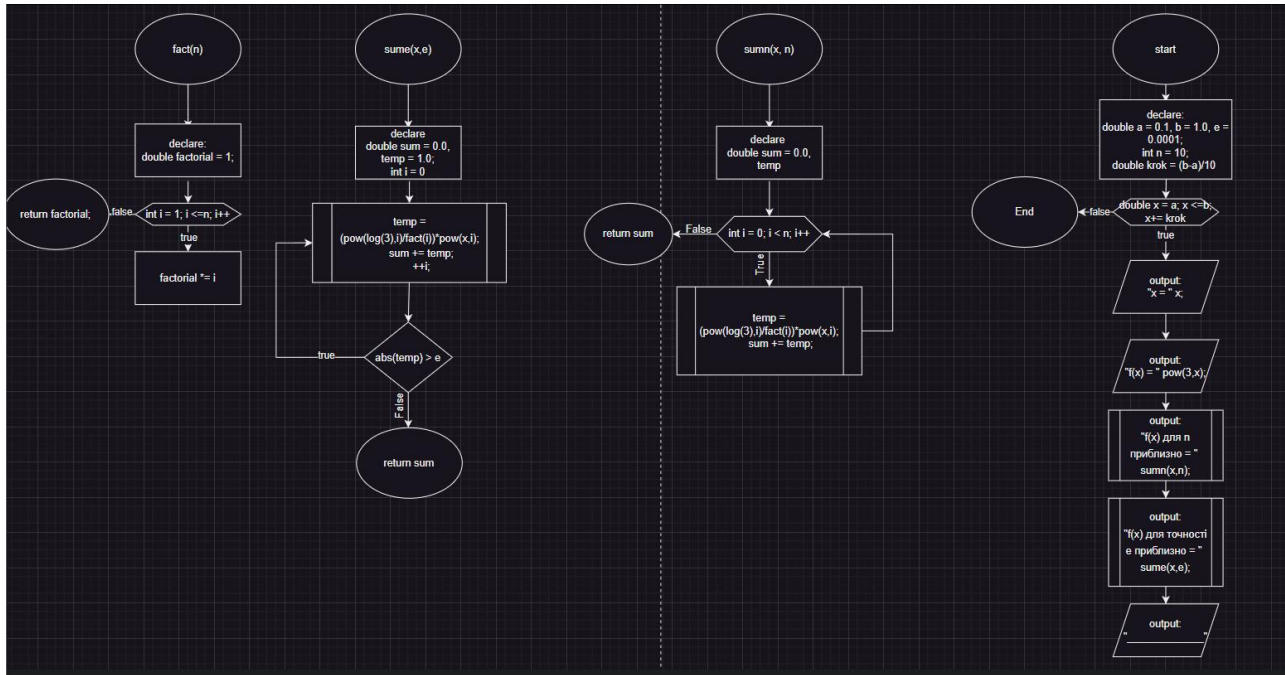 fact(n)
declare:
double factorial = 1;
int i = 1; i <=n; i++
false
return factorial;
true
factorial *= i
sume(x,e)
declare
double sum = 0.0,
temp = 1.0;
int i = 0
temp =
(pow(log(3),i)/fact(i))*pow(x,i);
sum += temp;
++i;
abs(temp) > e
true
False
return sum
sumn(x, n)
declare
double sum = 0.0,
temp
int i = 0; i < n; i++
False
return sum
True
temp =
(pow(log(3),i)/fact(i))*pow(x,i);
sum += temp;
start
declare:
double a = 0.1, b = 1.0, e =
0.0001;
int n = 10;
double krok = (b-a)/10
double x = a; x <=b;
x+= krok
false
End
true
output:
"x = " x;
output:
"f(x) = " pow(3,x);
output:
"f(x) для n
приблизно = "
sumn(x,n);
output:
"f(x) для точності
e приблизно = "
sume(x,e);
output:
"_______________"